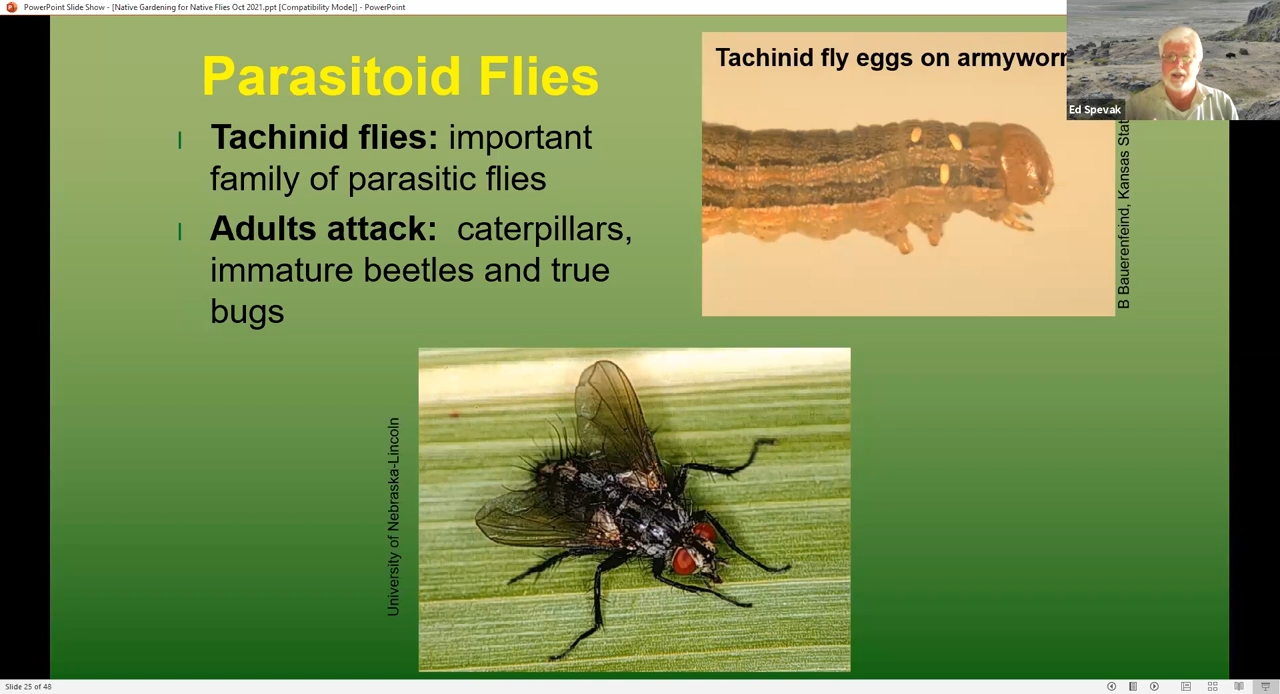 PowerPoint Slide Show - [Native Gardening for Native Flies Oct 2021.ppt [Compatibility Mode]] - PowerPoint
Parasitoid Flies
Tachinid flies: important
family of parasitic flies
Adults attack:  caterpillars,
immature beetles and true
bugs
Tachinid fly eggs on armyworm
Ed Spevak
B Bauerenfeind, Kansas Stat
University of Nebraska-Lincoln
Slide 25 of 48